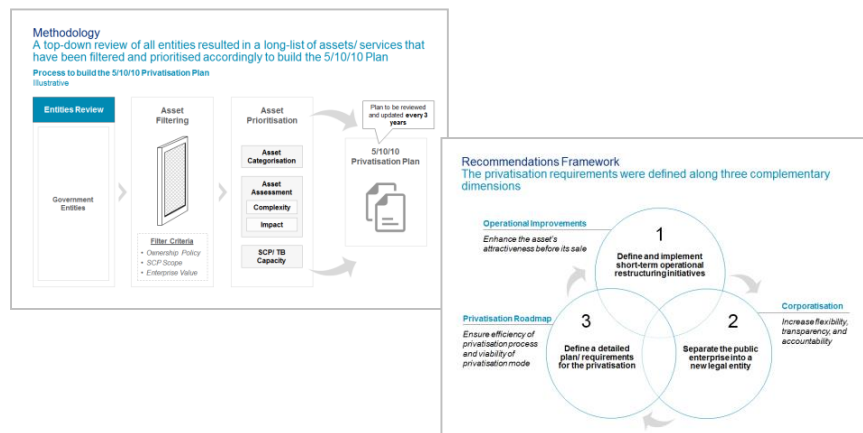 Methodology
A top-down review of all entities resulted in a long-list of assets/ services that
have been filtered and prioritised accordingly to build the 5/10/10 Plan
Process to build the 5/10/10 Privatisation Plan
Illustrative
Entities Review
Government
Entities
Asset
Filtering
Filter Criteria
• Ownership Policy
• SCP Scope
• Enterprise Value
Asset
Prioritisation
Asset
Categorisation
Asset
Assessment
Complexity
Impact
SCP/ TB
Capacity
Plan to be reviewed
and updated every 3
years
5/10/10
Privatisation Plan
Recommendations Framework
The privatisation requirements were defined along three complementary
dimensions
Operational Improvements
Enhance the asset's
attractiveness before its sale
1
Define and implement
short-term operational
restructuring initiatives
Corporatisation
Increase flexibility,
transparency, and
accountability
2
Separate the public
enterprise into a
new legal entity
Privatisation Roadmap
Ensure efficiency of
privatisation process
and viability of
privatisation mode
3
Define a detailed
plan/ requirements
for the privatisation